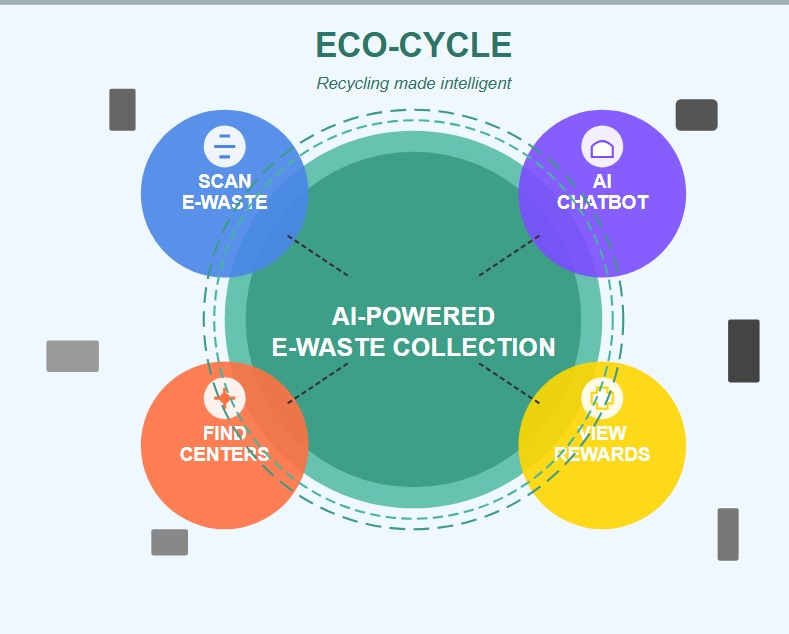 ECO-CYCLE
Recycling made intelligent
SCAN
E-WASTE
AI
CHATBOT
AI-POWERED
E-WASTE COLLECTION
FIND
CENTERS
VIEW
REWARDS